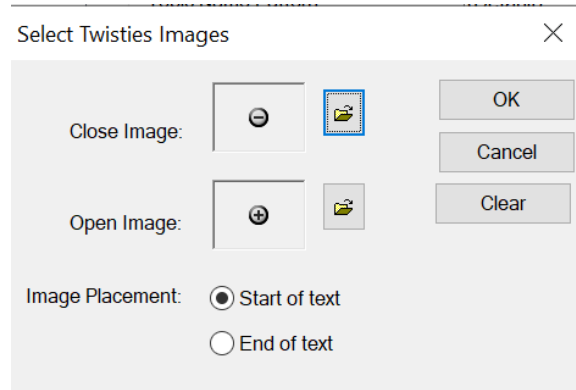 Select Twisties Images
Close Image:
OK
Cancel
Open Image:
Clear
Image Placement:
Start of text
End of text